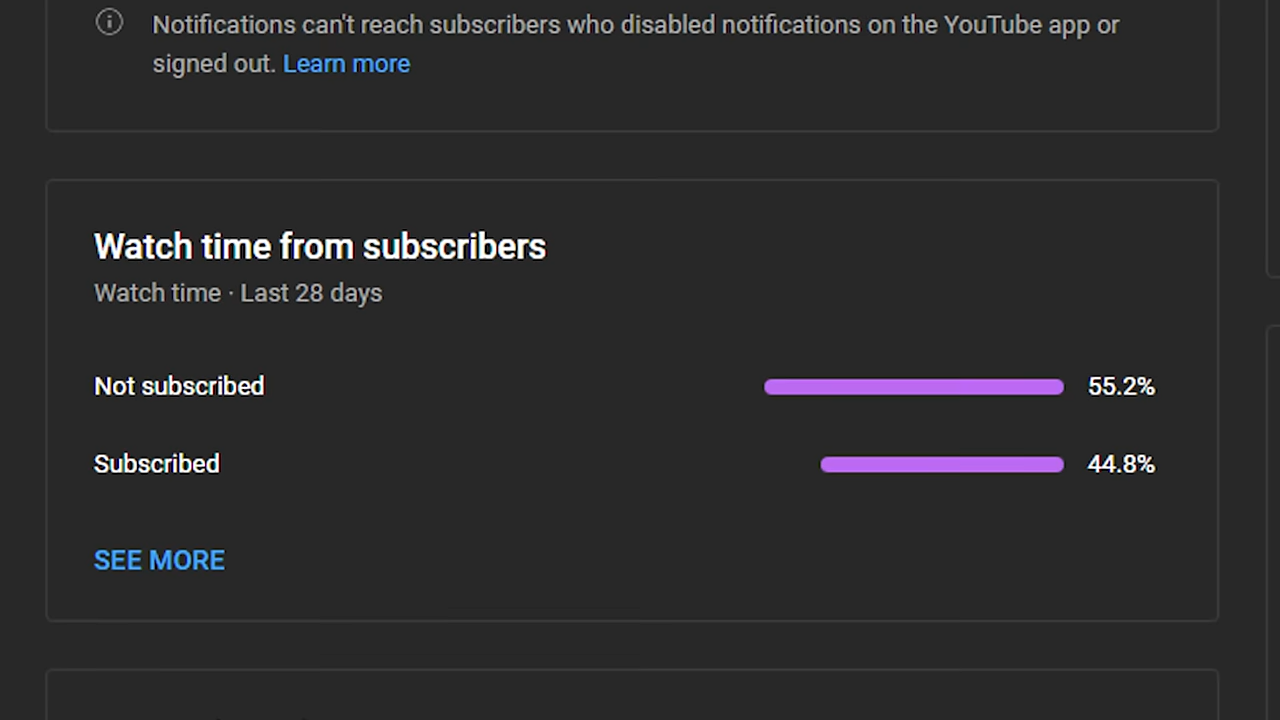 Notifications can't reach subscribers who disabled notifications on the YouTube app or
signed out. Learn more
Watch time from subscribers
Watch time · Last 28 days
Not subscribed 55.2%
Subscribed 44.8%
SEE MORE